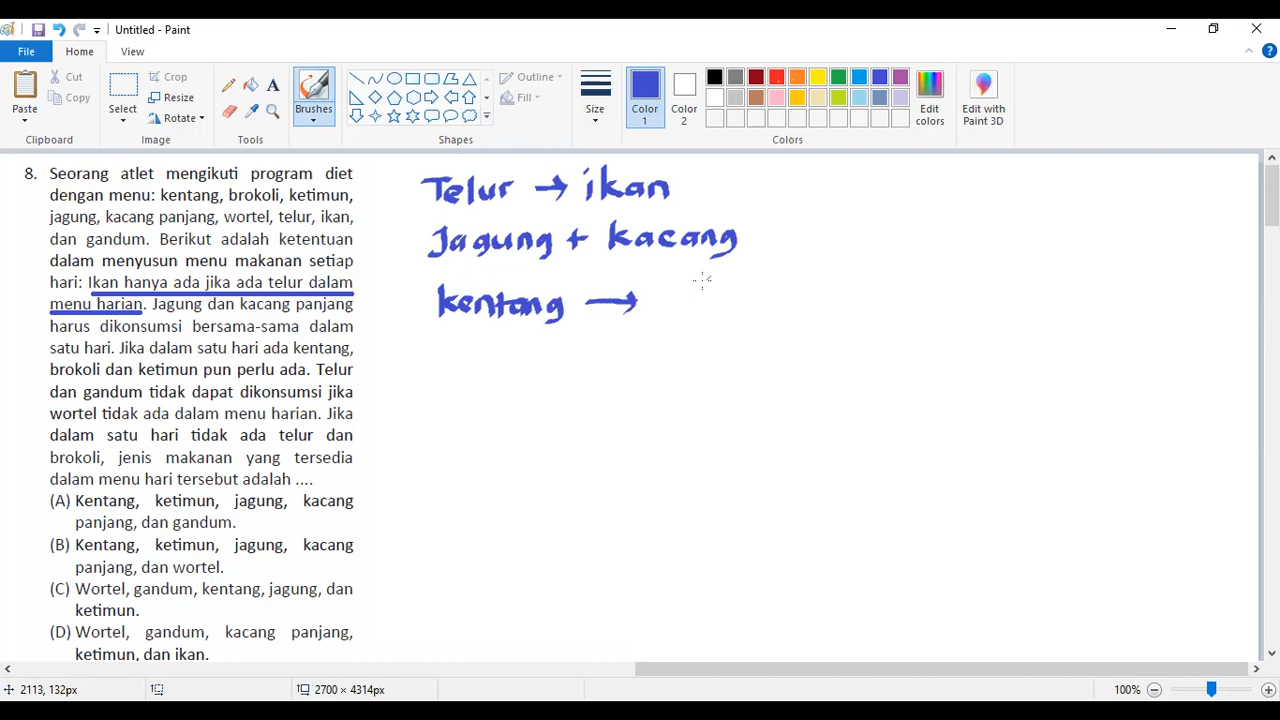 Untitled - Paint
File Home View
Paste
Cut
Copy
Clipboard
Select
Crop
Resize
Rotate
Image
Tools
Brushes
Shapes
Outline
Fill
Size
Color 1
Color 2
Colors
Edit colors
Edit with Paint 3D
8. Seorang atlet mengikuti program diet
dengan menu: kentang, brokoli, ketimun,
jagung, kacang panjang, wortel, telur, ikan,
dan gandum. Berikut adalah ketentuan
dalam menyusun menu makanan setiap
hari: Ikan hanya ada jika ada telur dalam
menu harian. Jagung dan kacang panjang
harus dikonsumsi bersama-sama dalam
satu hari. Jika dalam satu hari ada kentang,
brokoli dan ketimun pun perlu ada. Telur
dan gandum tidak dapat dikonsumsi jika
wortel tidak ada dalam menu harian. Jika
dalam satu hari tidak ada telur dan
brokoli, jenis makanan yang tersedia
dalam menu hari tersebut adalah ....
(A) Kentang, ketimun, jagung, kacang
panjang, dan gandum.
(B) Kentang, ketimun, jagung, kacang
panjang, dan wortel.
(C) Wortel, gandum, kentang, jagung, dan
ketimun.
(D) Wortel, gandum, kacang panjang,
ketimun, dan ikan.
Telur → ikan
Jagung + kacang
kentang →
2113, 132px
2700 × 4314px
100%